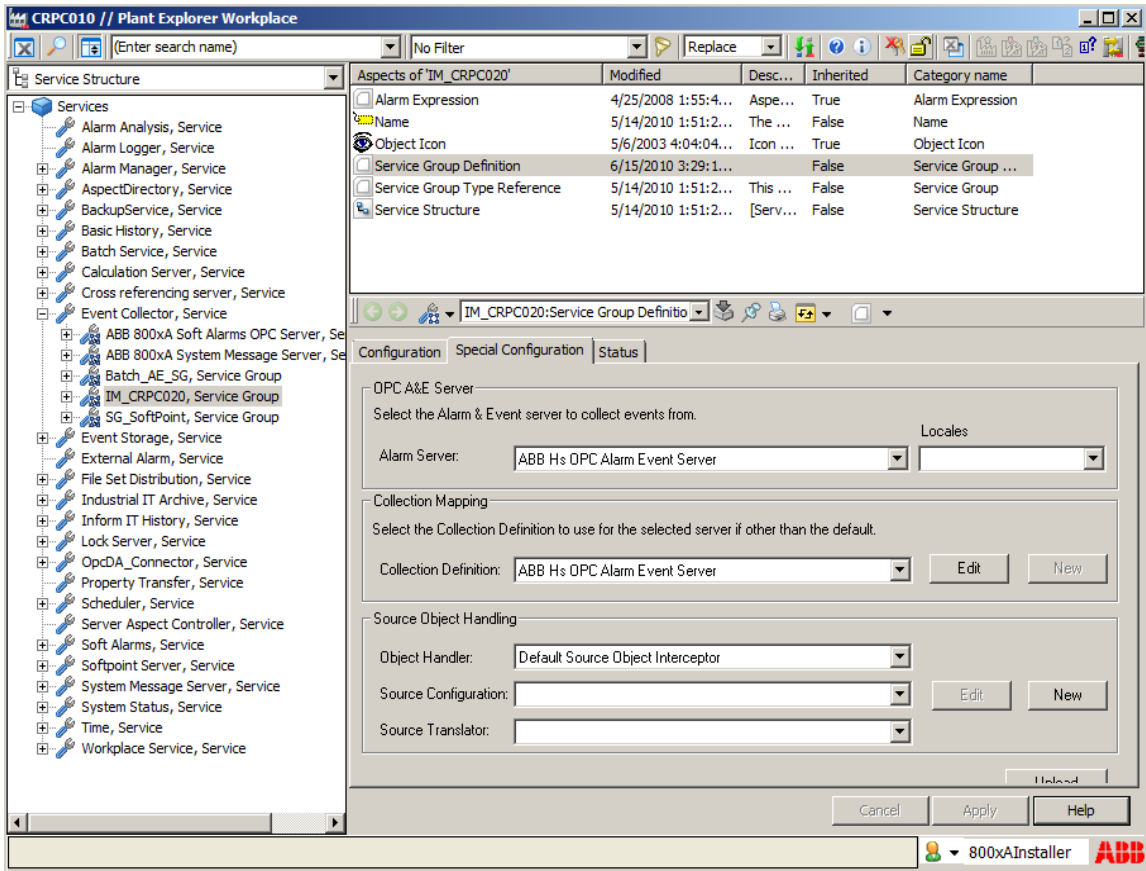 CRPC010 // Plant Explorer Workplace
(Enter search name)
No Filter
Replace
Service Structure
Services
Alarm Analysis, Service
Alarm Logger, Service
Alarm Manager, Service
AspectDirectory, Service
BackupService, Service
Basic History, Service
Batch Service, Service
Calculation Server, Service
Cross referencing server, Service
Event Collector, Service
ABB 800xA Soft Alarms OPC Server, Se
ABB 800xA System Message Server, Se
Batch_AE_SG, Service Group
IM_CRPC020, Service Group
SG_SoftPoint, Service Group
Event Storage, Service
External Alarm, Service
File Set Distribution, Service
Industrial IT Archive, Service
Inform IT History, Service
Lock Server, Service
OpcDA_Connector, Service
Property Transfer, Service
Scheduler, Service
Server Aspect Controller, Service
Soft Alarms, Service
Softpoint Server, Service
System Message Server, Service
System Status, Service
Time, Service
Workplace Service, Service
Aspects of 'IM_CRPC020' Modified Desc... Inherited Category name
Alarm Expression 4/25/2008 1:55:4... Aspe... True Alarm Expression
Name 5/14/2010 1:51:2... The ... False Name
Object Icon 5/6/2003 4:04:04... Icon ... True Object Icon
Service Group Definition 6/15/2010 3:29:1... False Service Group ...
Service Group Type Reference 5/14/2010 1:51:2... This ... False Service Group
Service Structure 5/14/2010 1:51:2... [Serv... False Service Structure
IM_CRPC020:Service Group Definitio
Configuration Special Configuration Status
OPC A&E Server
Select the Alarm & Event server to collect events from.
Locales
Alarm Server: ABB Hs OPC Alarm Event Server
Collection Mapping
Select the Collection Definition to use for the selected server if other than the default.
Collection Definition: ABB Hs OPC Alarm Event Server Edit New
Source Object Handling
Object Handler: Default Source Object Interceptor
Source Configuration: Edit New
Source Translator:
Upload
Cancel Apply Help
800xAInstaller ABB